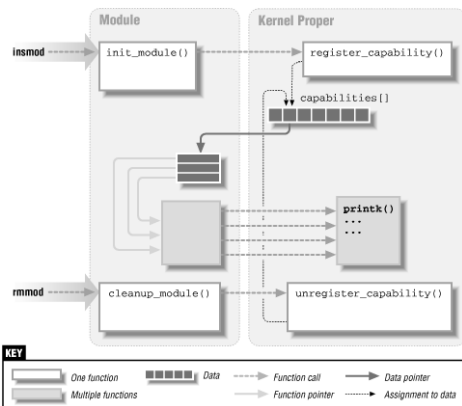 Module
Kernel Proper
insmod
init_module()
register_capability()
capabilities[]
printk()
...
...
rmmod
cleanup_module()
unregister_capability()
KEY
One function
Data
Function call
Data pointer
Multiple functions
Function pointer
Assignment to data